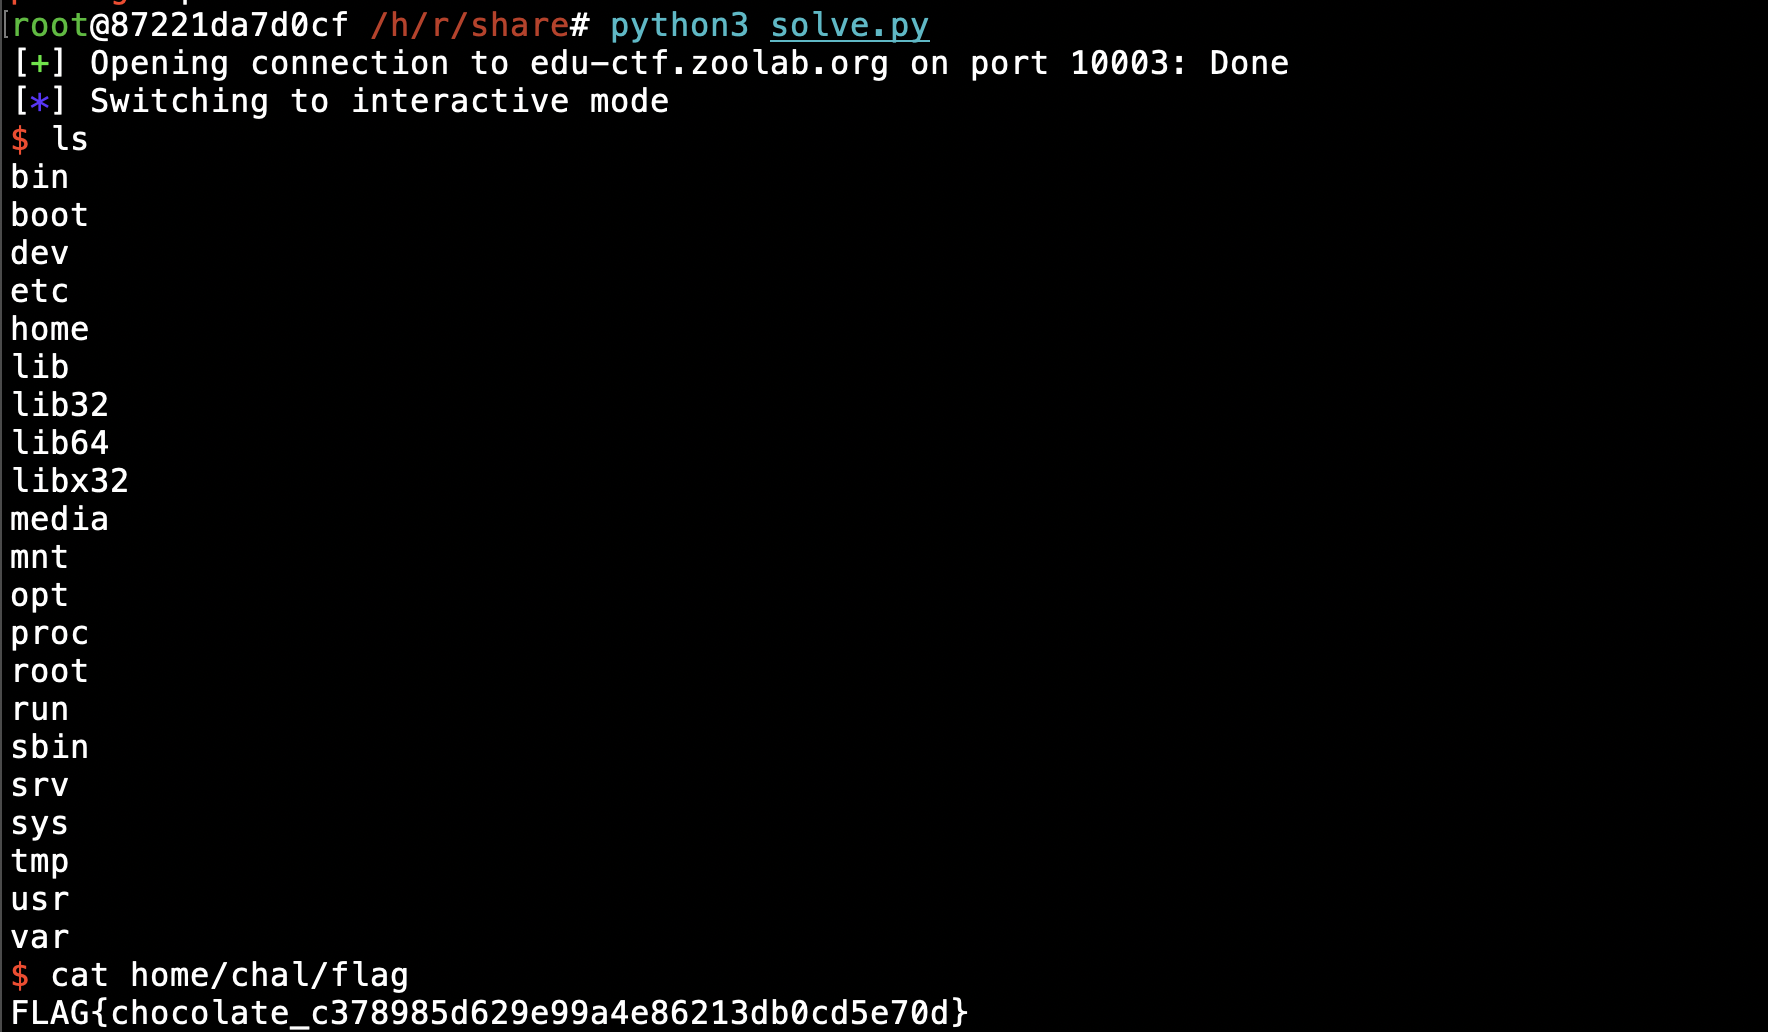 root@87221da7d0cf /h/r/share# python3 solve.py
[+] Opening connection to edu-ctf.zoolab.org on port 10003: Done
[*] Switching to interactive mode
$ ls
bin
boot
dev
etc
home
lib
lib32
lib64
libx32
media
mnt
opt
proc
root
run
sbin
srv
sys
tmp
usr
var
$ cat home/chal/flag
FLAG{chocolate_c378985d629e99a4e86213db0cd5e70d}